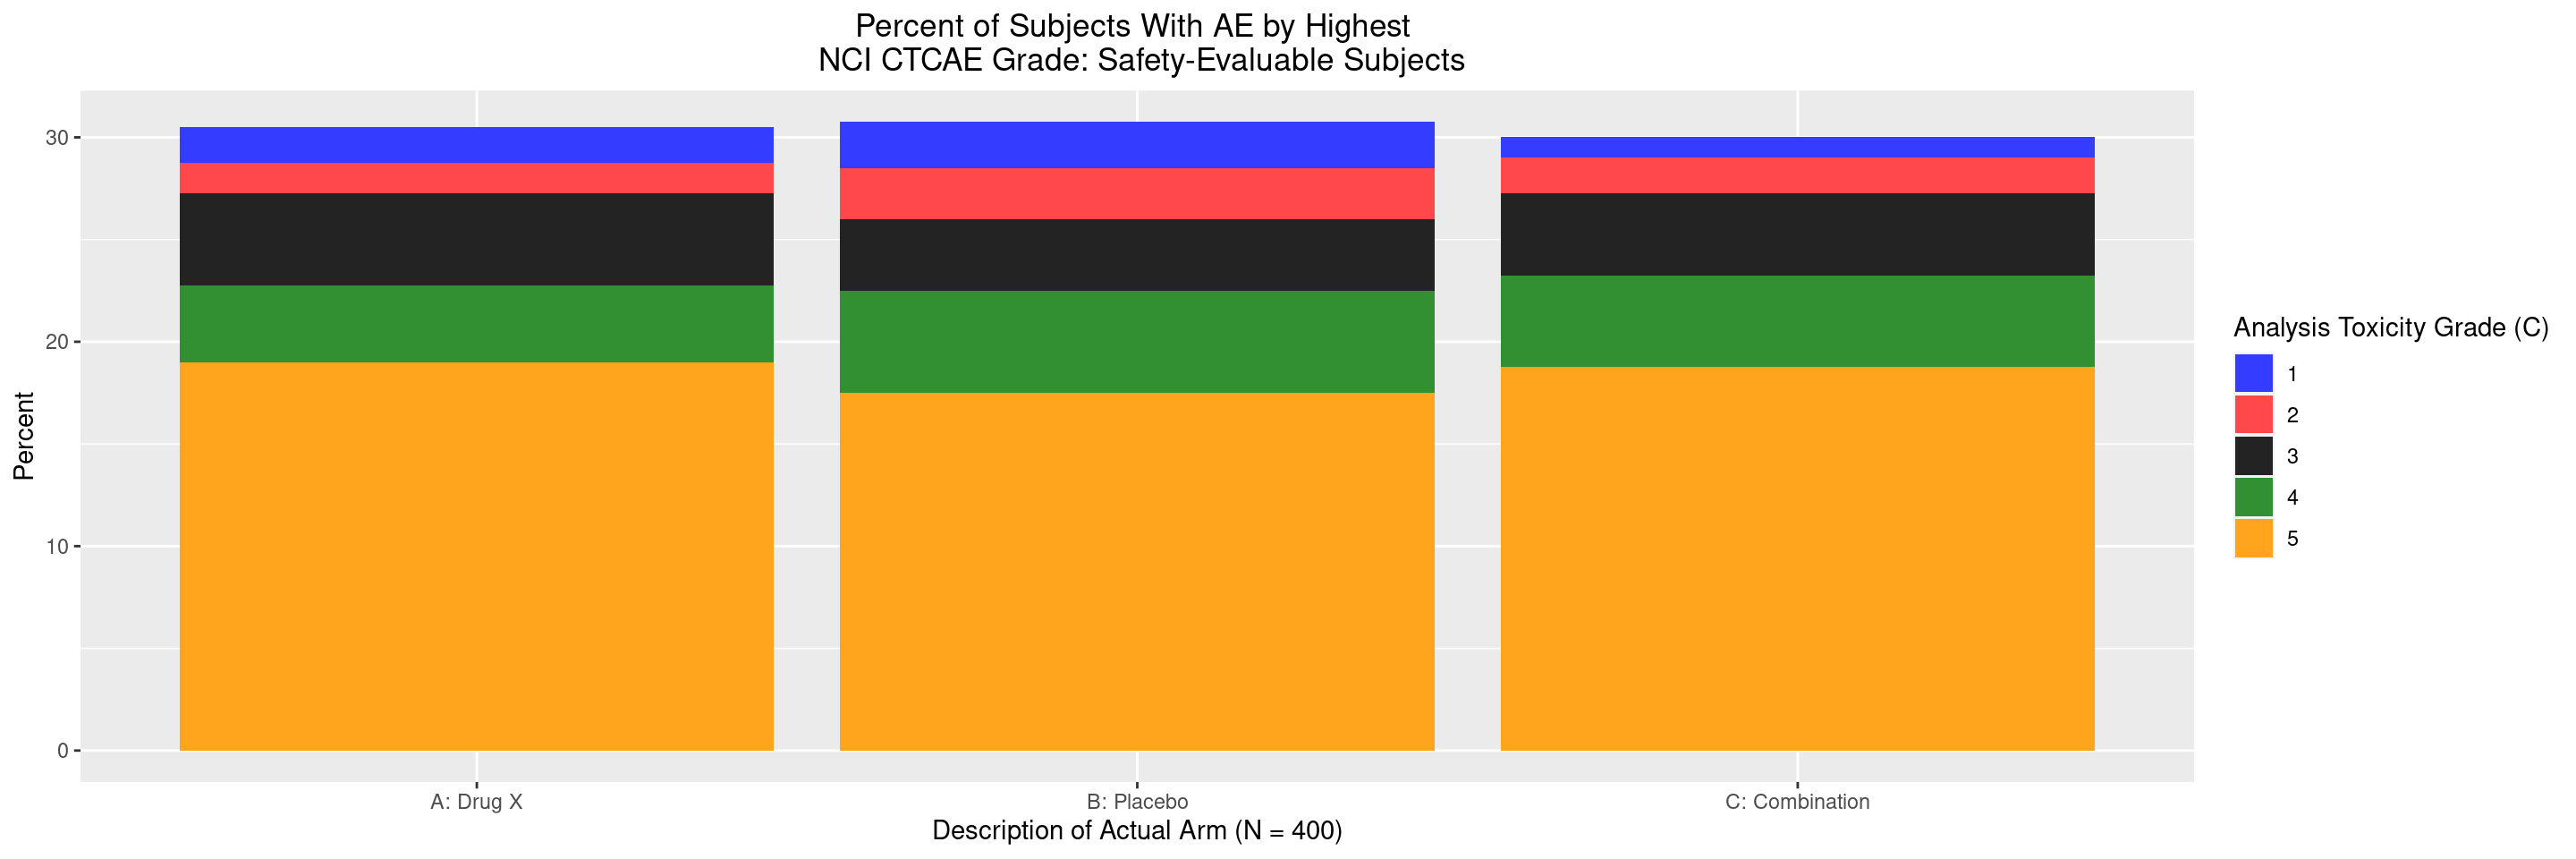 Percent of Subjects With AE by Highest
NCI CTCAE Grade: Safety-Evaluable Subjects
Percent
30
20
10
0
A: Drug X
B: Placebo
C: Combination
Description of Actual Arm (N = 400)
Analysis Toxicity Grade (C)
1
2
3
4
5